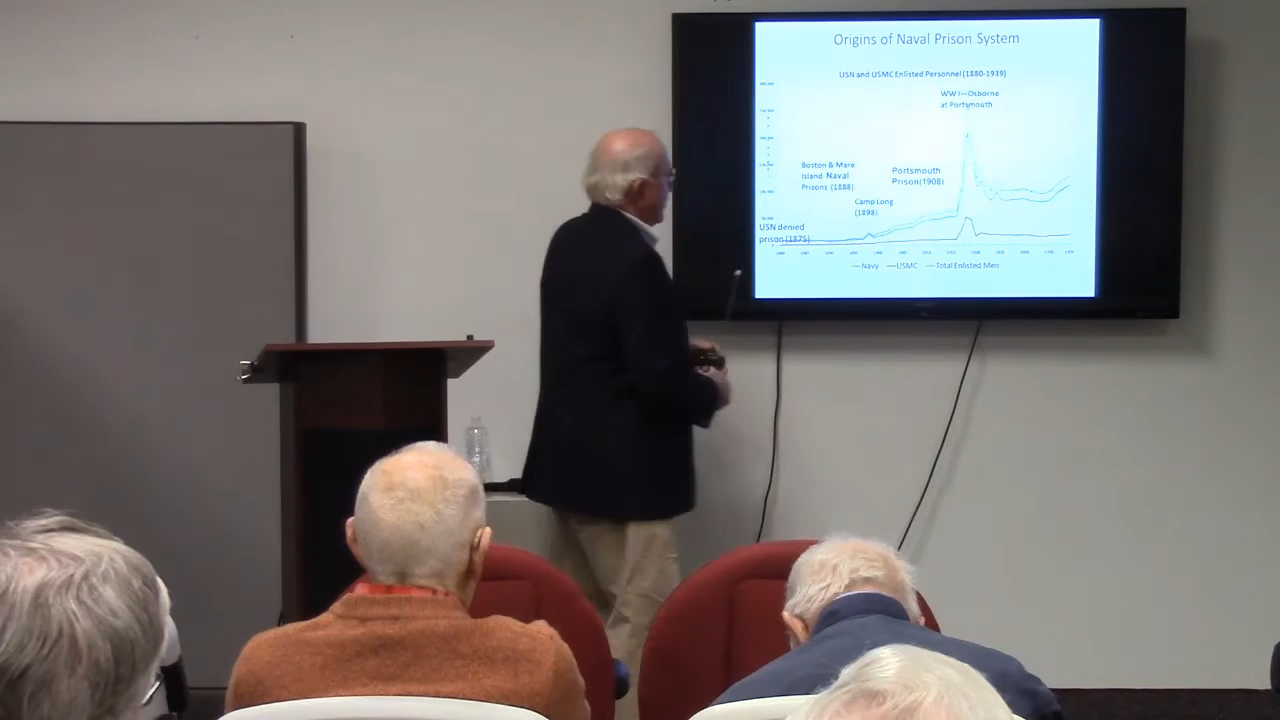 Origins of Naval Prison System
USN and USMC Enlisted Personnel (1880-1939)
WW I—Osborne
at Portsmouth
Boston & Mare
Island Naval
Prisons (1888)
Portsmouth
Prison(1908)
Camp Long
(1898)
USN denied
prison (1875)
Navy USMC Total Enlisted Men